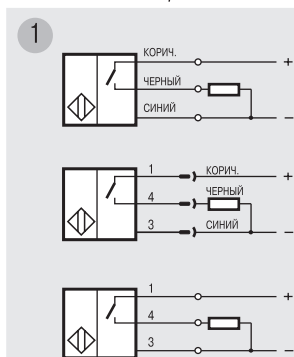 1
КОРИЧ. +
ЧЕРНЫЙ
СИНИЙ –
1 КОРИЧ. +
4 ЧЕРНЫЙ
3 СИНИЙ –
1 +
4
3 –